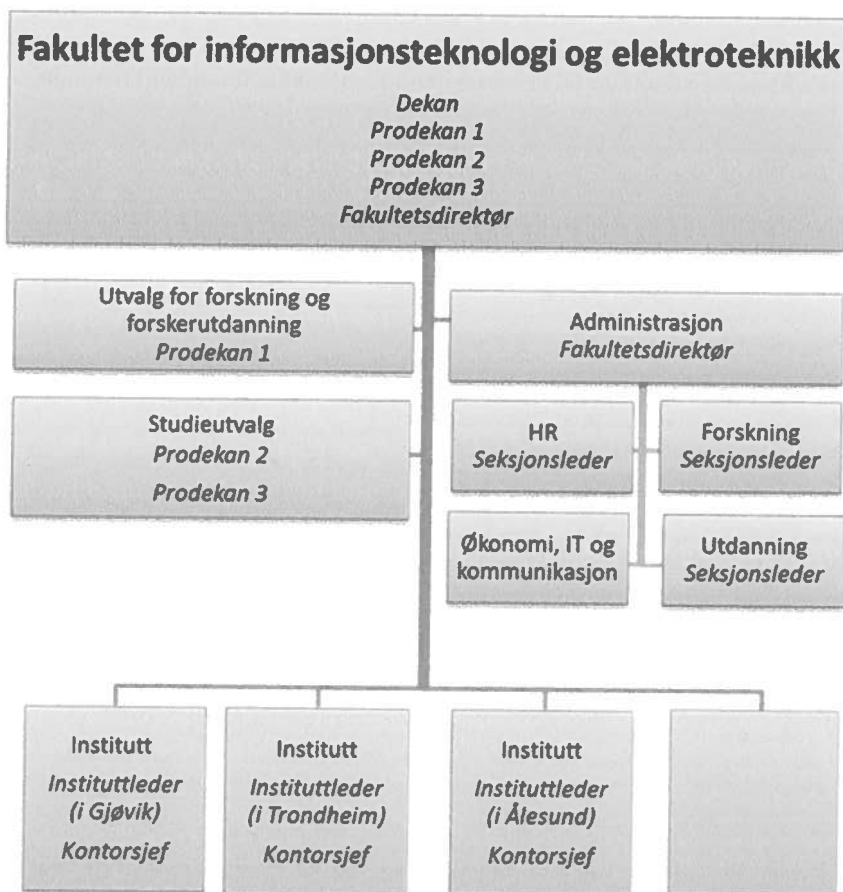 Fakultet for informasjonsteknologi og elektroteknikk
Dekan
Prodekan 1
Prodekan 2
Prodekan 3
Fakultetsdirektør
Utvalg for forskning og
forskerutdanning
Prodekan 1
Administrasjon
Fakultetsdirektør
Studieutvalg
Prodekan 2
Prodekan 3
HR
Seksjonsleder
Forskning
Seksjonsleder
Økonomi, IT og
kommunikasjon
Utdanning
Seksjonsleder
Institutt
Instituttleder
(i Gjøvik)
Kontorsjef
Institutt
Instituttleder
(i Trondheim)
Kontorsjef
Institutt
Instituttleder
(i Ålesund)
Kontorsjef